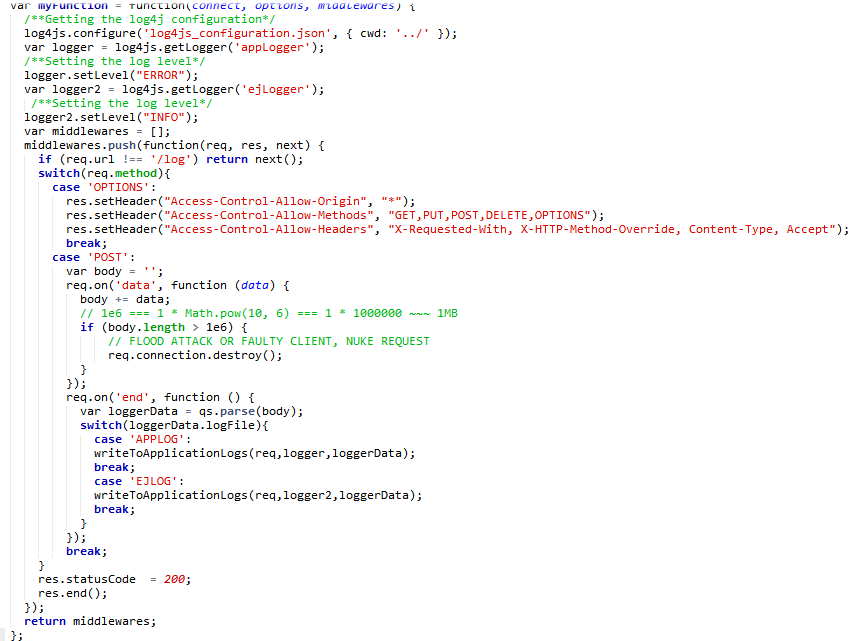 var myFunction = function(connect, options, middlewares) {
/**Getting the log4j configuration*/
log4js.configure('log4js_configuration.json', { cwd: '../' });
var logger = log4js.getLogger('appLogger');
/**Setting the log level*/
logger.setLevel("ERROR");
var logger2 = log4js.getLogger('ejLogger');
/**Setting the log level*/
logger2.setLevel("INFO");
var middlewares = [];
middlewares.push(function(req, res, next) {
if (req.url !== '/log') return next();
switch(req.method){
case 'OPTIONS':
res.setHeader("Access-Control-Allow-Origin", "*");
res.setHeader("Access-Control-Allow-Methods", "GET,PUT,POST,DELETE,OPTIONS");
res.setHeader("Access-Control-Allow-Headers", "X-Requested-With, X-HTTP-Method-Override, Content-Type, Accept");
break;
case 'POST':
var body = '';
req.on('data', function (data) {
body += data;
// 1e6 === 1 * Math.pow(10, 6) === 1 * 1000000 ~~~ 1MB
if (body.length > 1e6) {
// FLOOD ATTACK OR FAULTY CLIENT, NUKE REQUEST
req.connection.destroy();
}
});
req.on('end', function () {
var loggerData = qs.parse(body);
switch(loggerData.logFile){
case 'APPLOG':
writeToApplicationLogs(req,logger,loggerData);
break;
case 'EJLOG':
writeToApplicationLogs(req,logger2,loggerData);
break;
}
});
break;
}
res.statusCode  = 200;
res.end();
});
return middlewares;
};